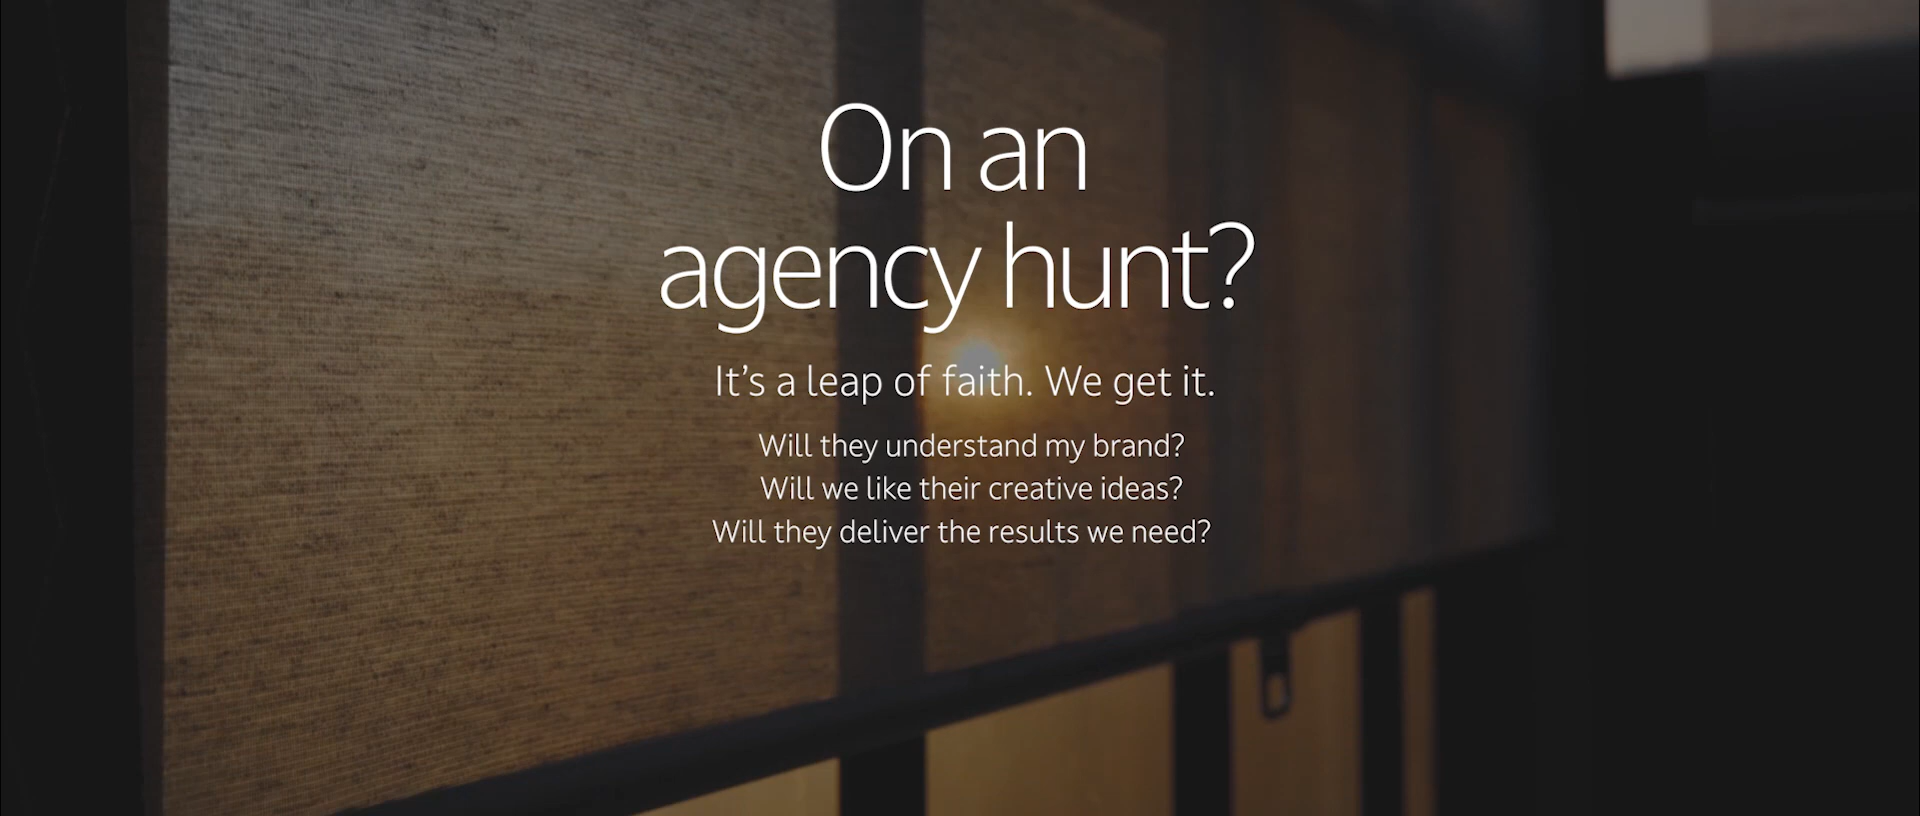 On an
agency hunt?
It’s a leap of faith. We get it.
Will they understand my brand?
Will we like their creative ideas?
Will they deliver the results we need?